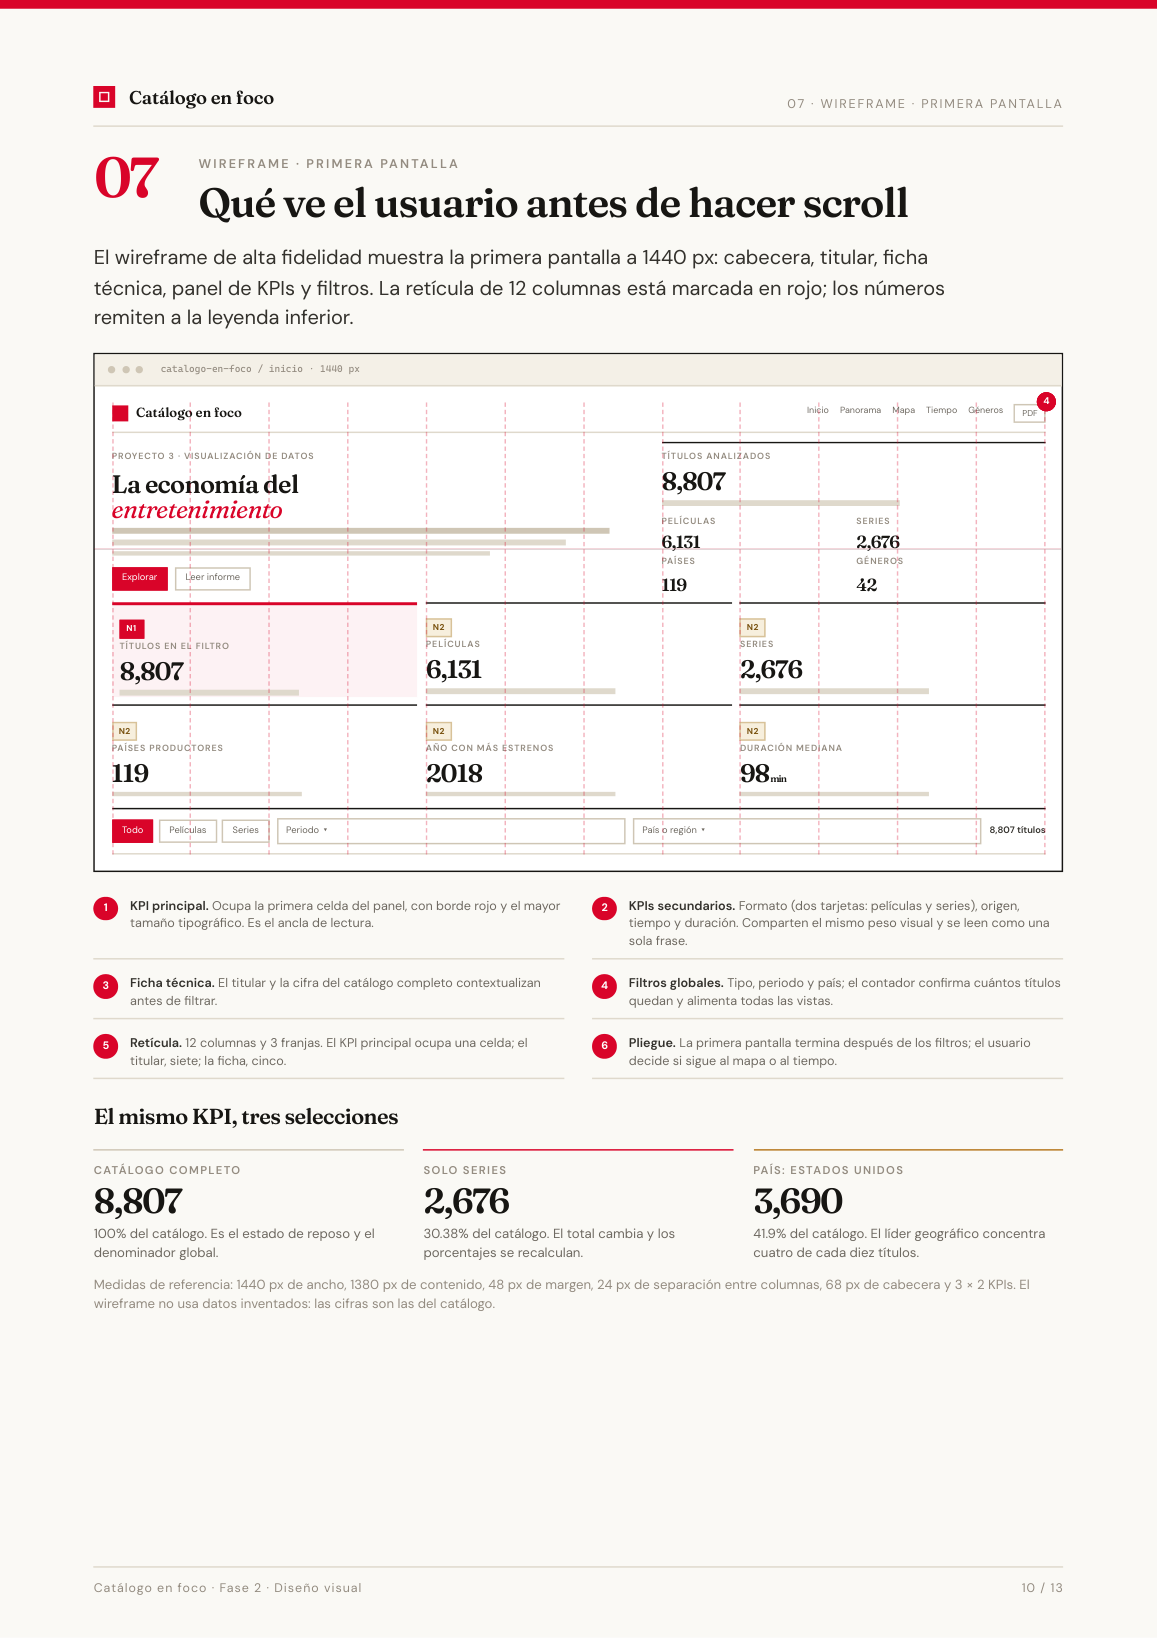 Catálogo en foco
07 · WIREFRAME · PRIMERA PANTALLA
07
WIREFRAME · PRIMERA PANTALLA
Qué ve el usuario antes de hacer scroll
El wireframe de alta fidelidad muestra la primera pantalla a 1440 px: cabecera, titular, ficha
técnica, panel de KPIs y filtros. La retícula de 12 columnas está marcada en rojo; los números
remiten a la leyenda inferior.
catalogo-en-foco / inicio · 1440 px
Catálogo en foco
Inicio Panorama Mapa Tiempo Géneros PDF
4
PROYECTO 3 · VISUALIZACIÓN DE DATOS
La economía del
entretenimiento
Explorar Leer informe
TÍTULOS ANALIZADOS
8,807
PELÍCULAS SERIES
6,131 2,676
PAÍSES GÉNEROS
119 42
N1
TÍTULOS EN EL FILTRO
8,807
N2
PELÍCULAS
6,131
N2
SERIES
2,676
N2
PAÍSES PRODUCTORES
119
N2
AÑO CON MÁS ESTRENOS
2018
N2
DURACIÓN MEDIANA
98 min
Todo Películas Series Periodo ▾ País o región ▾ 8,807 títulos
1 KPI principal. Ocupa la primera celda del panel, con borde rojo y el mayor
tamaño tipográfico. Es el ancla de lectura.
2 KPIs secundarios. Formato (dos tarjetas: películas y series), origen,
tiempo y duración. Comparten el mismo peso visual y se leen como una
sola frase.
3 Ficha técnica. El titular y la cifra del catálogo completo contextualizan
antes de filtrar.
4 Filtros globales. Tipo, periodo y país; el contador confirma cuántos títulos
quedan y alimenta todas las vistas.
5 Retícula. 12 columnas y 3 franjas. El KPI principal ocupa una celda; el
titular, siete; la ficha, cinco.
6 Pliegue. La primera pantalla termina después de los filtros; el usuario
decide si sigue al mapa o al tiempo.
El mismo KPI, tres selecciones
CATÁLOGO COMPLETO
8,807
100% del catálogo. Es el estado de reposo y el
denominador global.
SOLO SERIES
2,676
30.38% del catálogo. El total cambia y los
porcentajes se recalculan.
PAÍS: ESTADOS UNIDOS
3,690
41.9% del catálogo. El líder geográfico concentra
cuatro de cada diez títulos.
Medidas de referencia: 1440 px de ancho, 1380 px de contenido, 48 px de margen, 24 px de separación entre columnas, 68 px de cabecera y 3 × 2 KPIs. El
wireframe no usa datos inventados: las cifras son las del catálogo.
Catálogo en foco · Fase 2 · Diseño visual
10 / 13